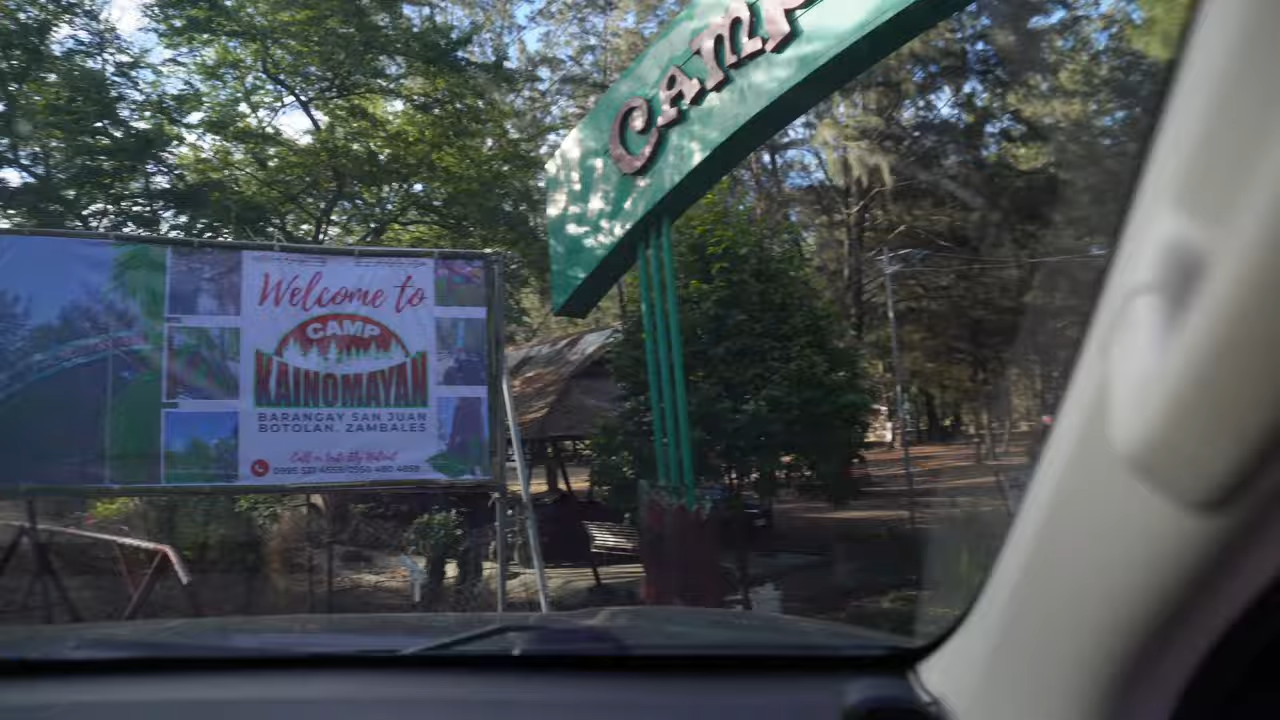 Camp
Welcome to
CAMP
KAINOMAYAN
BARANGAY SAN JUAN
BOTOLAN, ZAMBALES